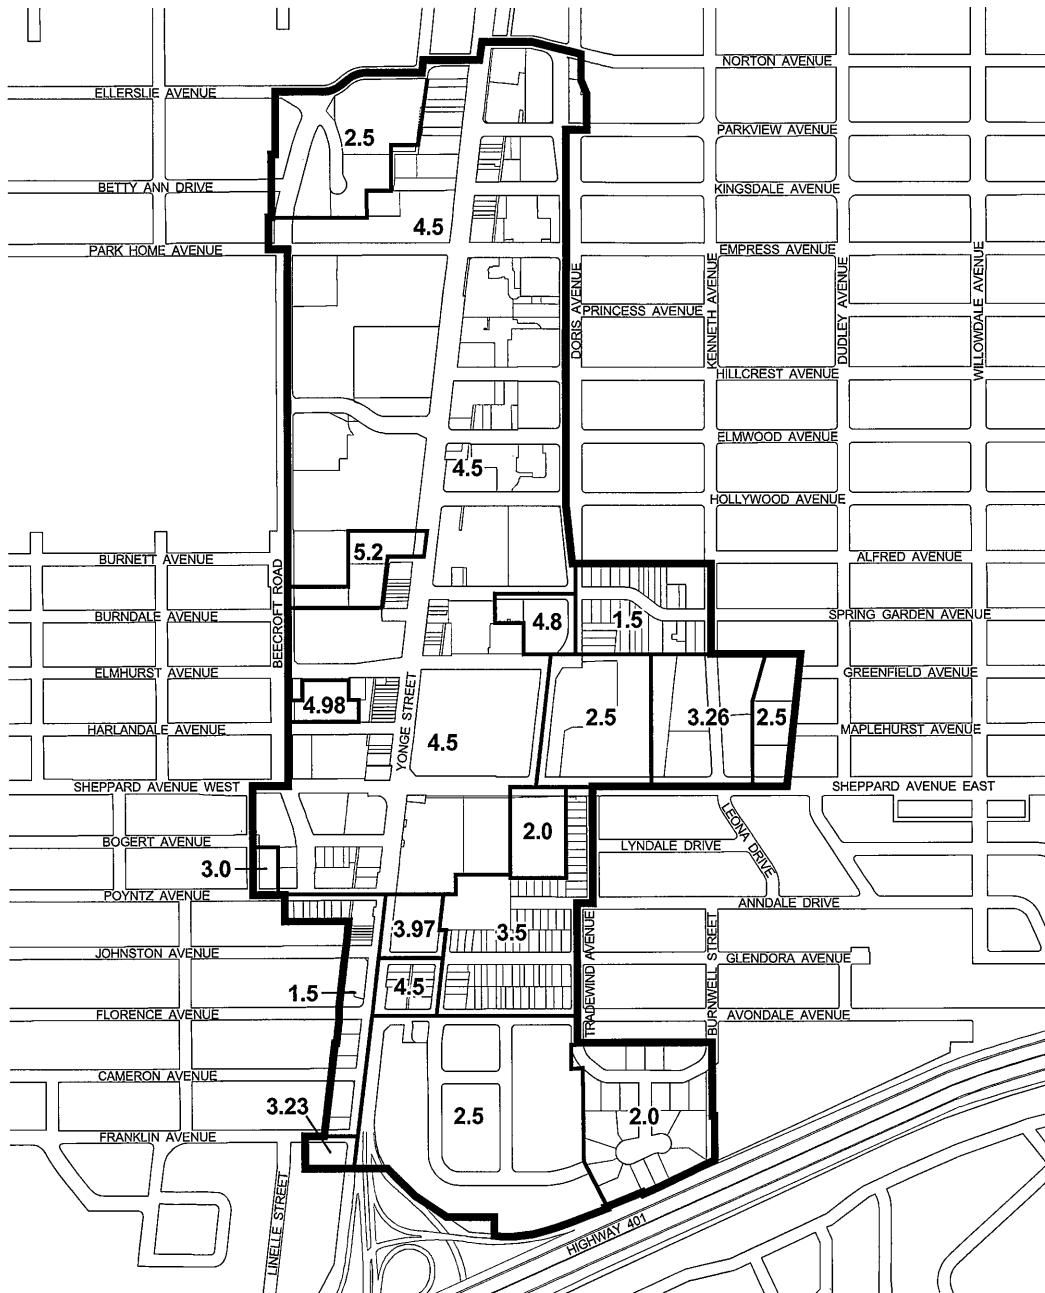 NORTON AVENUE
ELLERSLIE AVENUE
PARKVIEW AVENUE
2.5
BETTY ANN DRIVE
KINGSDALE AVENUE
4.5
PARK HOME AVENUE
EMPRESS AVENUE
DORIS AVENUE
KENNETH AVENUE
DUDLEY AVENUE
WILLOWDALE AVENUE
PRINCESS AVENUE
HILLCREST AVENUE
ELMWOOD AVENUE
4.5
HOLLYWOOD AVENUE
BURNETT AVENUE
5.2
ALFRED AVENUE
BEECROFT ROAD
BURNDALE AVENUE
4.8
1.5
SPRING GARDEN AVENUE
ELMHURST AVENUE
GREENFIELD AVENUE
4.98
YONGE STREET
2.5
3.26
2.5
HARLANDALE AVENUE
4.5
MAPLEHURST AVENUE
SHEPPARD AVENUE WEST
SHEPPARD AVENUE EAST
2.0
LEONA DRIVE
BOGERT AVENUE
LYNDALE DRIVE
3.0
POYNTZ AVENUE
ANNDALE DRIVE
3.97
3.5
TRADEWIND AVENUE
BURNWELL STREET
JOHNSTON AVENUE
GLENDORA AVENUE
1.5
4.5
FLORENCE AVENUE
AVONDALE AVENUE
CAMERON AVENUE
3.23
2.5
2.0
FRANKLIN AVENUE
LINELLE STREET
HIGHWAY 401